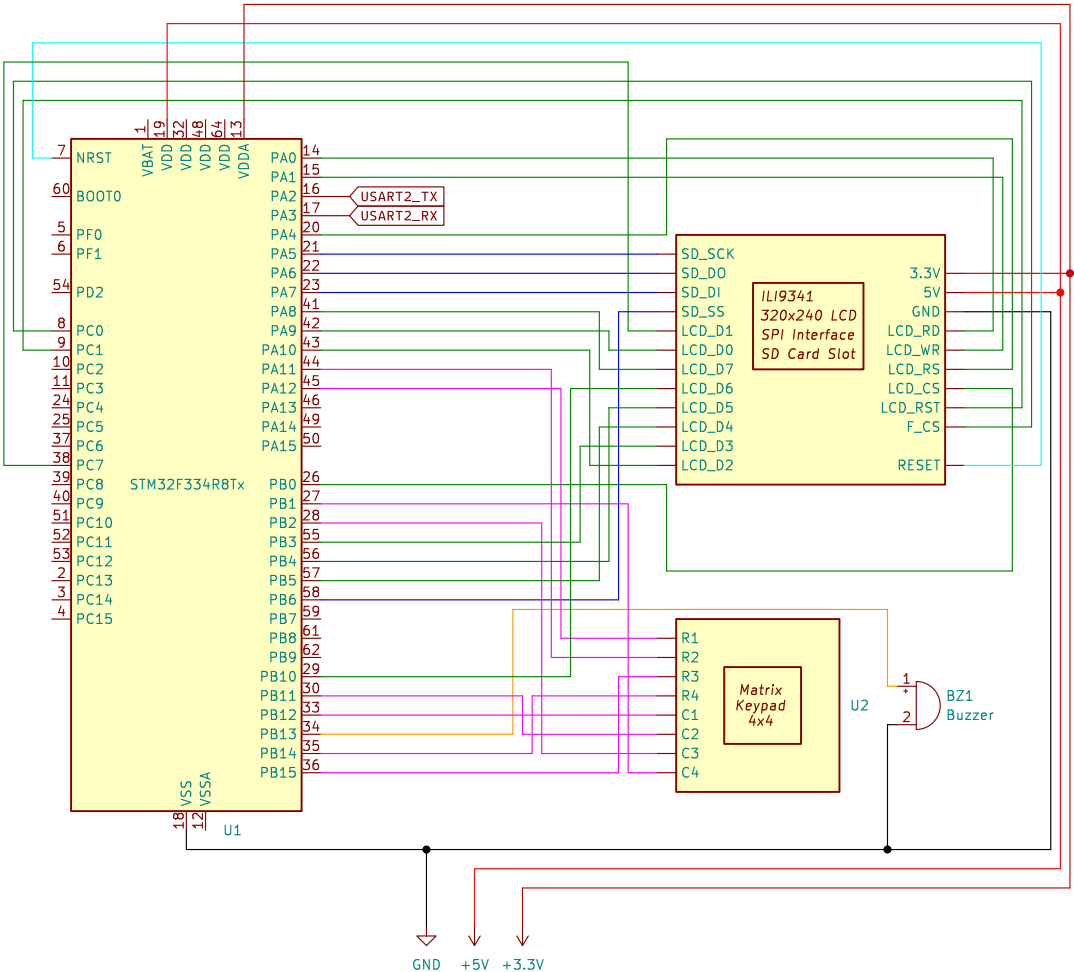 1
19
32
48
64
13
VBAT
VDD
VDD
VDD
VDD
VDDA
7 NRST
60 BOOT0
5 PF0
6 PF1
54 PD2
8 PC0
9 PC1
10 PC2
11 PC3
24 PC4
25 PC5
37 PC6
38 PC7
39 PC8
40 PC9
51 PC10
52 PC11
53 PC12
2 PC13
3 PC14
4 PC15
STM32F334R8Tx
PA0 14
PA1 15
PA2 16 USART2_TX
PA3 17 USART2_RX
PA4 20
PA5 21
PA6 22
PA7 23
PA8 41
PA9 42
PA10 43
PA11 44
PA12 45
PA13 46
PA14 49
PA15 50
PB0 26
PB1 27
PB2 28
PB3 55
PB4 56
PB5 57
PB6 58
PB7 59
PB8 61
PB9 62
PB10 29
PB11 30
PB12 33
PB13 34
PB14 35
PB15 36
VSS
VSSA
18
12
U1
SD_SCK
SD_DO
SD_DI
SD_SS
LCD_D1
LCD_D0
LCD_D7
LCD_D6
LCD_D5
LCD_D4
LCD_D3
LCD_D2
ILI9341
320x240 LCD
SPI Interface
SD Card Slot
3.3V
5V
GND
LCD_RD
LCD_WR
LCD_RS
LCD_CS
LCD_RST
F_CS
RESET
R1
R2
R3
R4
C1
C2
C3
C4
Matrix
Keypad
4x4
U2
1
+
2
BZ1
Buzzer
GND
+5V
+3.3V